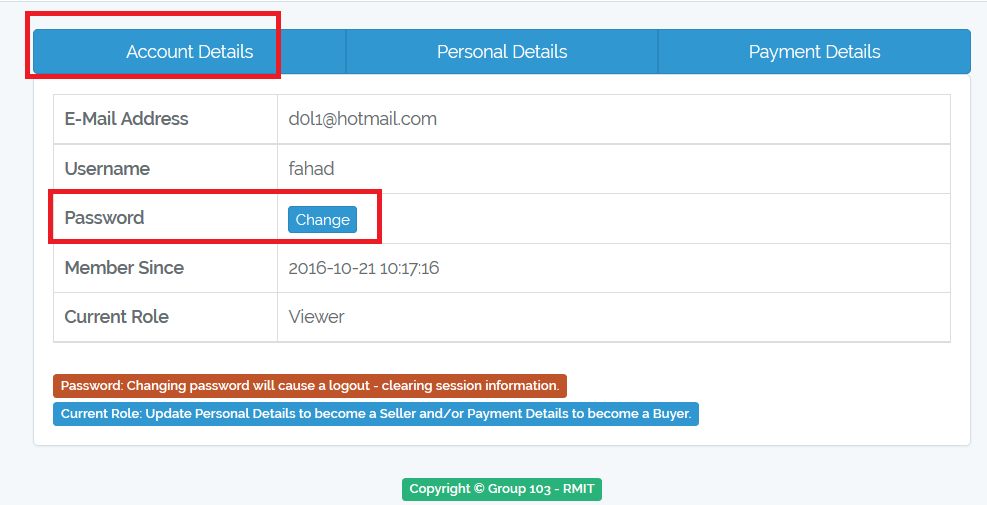 Account Details Personal Details Payment Details
E-Mail Address d0l1@hotmail.com
Username fahad
Password Change
Member Since 2016-10-21 10:17:16
Current Role Viewer
Password: Changing password will cause a logout - clearing session information.
Current Role: Update Personal Details to become a Seller and/or Payment Details to become a Buyer.
Copyright © Group 103 - RMIT